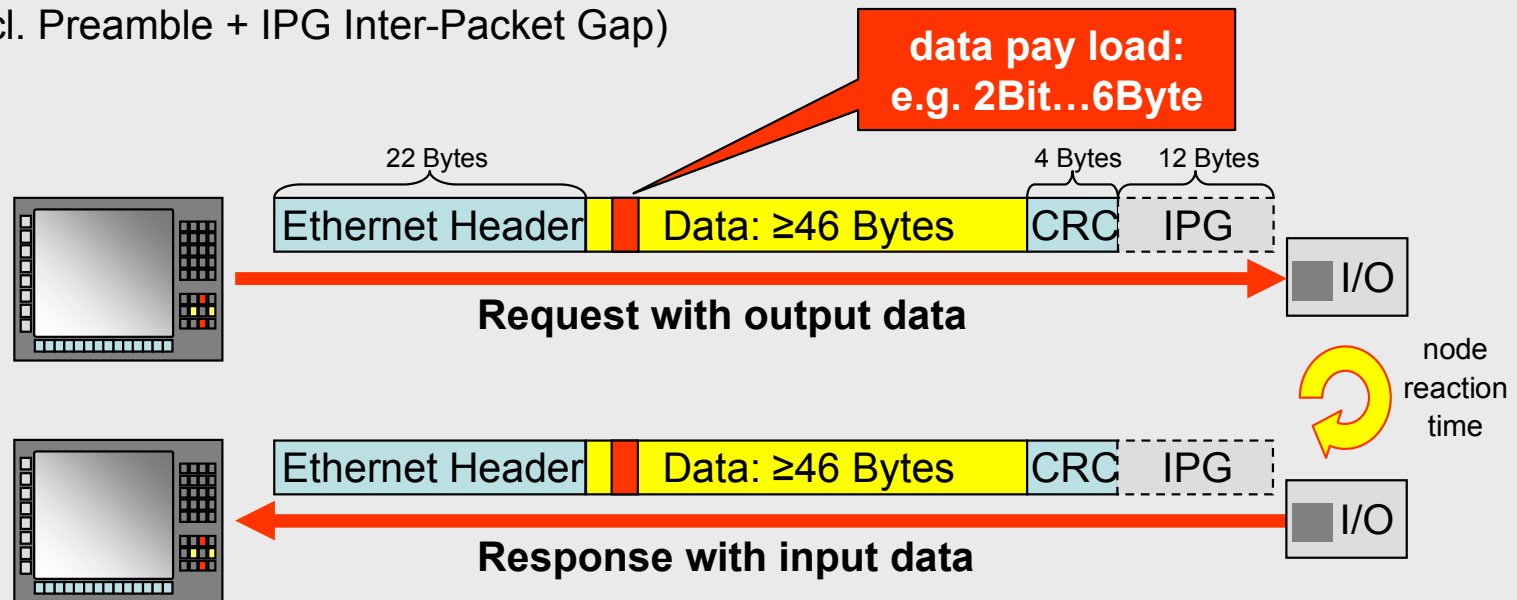 cl. Preamble + IPG Inter-Packet Gap)
data pay load:
e.g. 2Bit…6Byte
22 Bytes
4 Bytes
12 Bytes
Ethernet Header
Data: ≥46 Bytes
CRC
IPG
I/O
Request with output data
node
reaction
time
Ethernet Header
Data: ≥46 Bytes
CRC
IPG
I/O
Response with input data